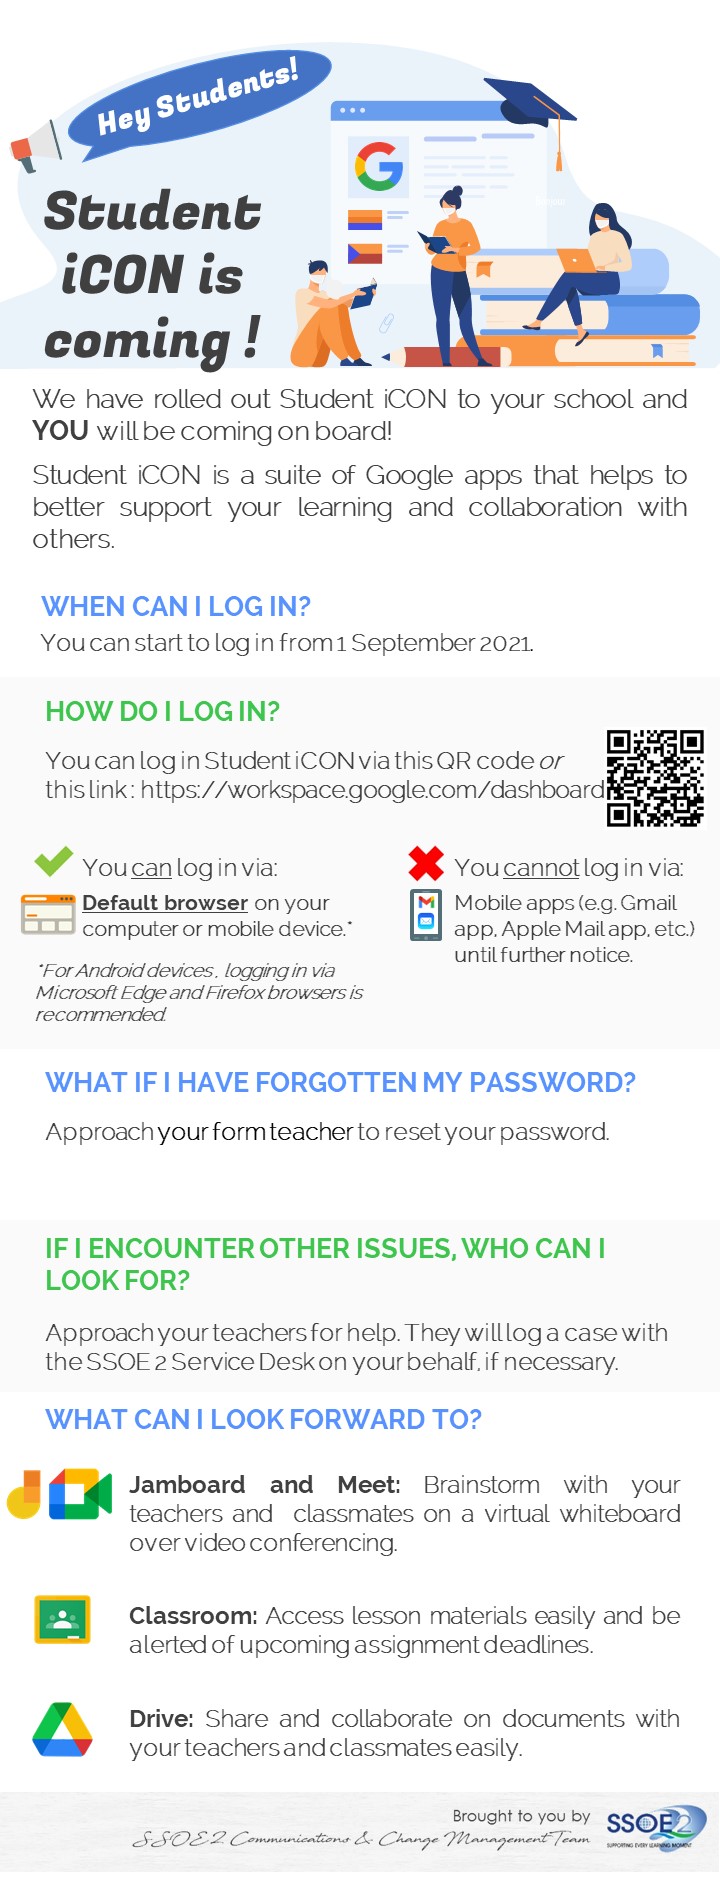 Hey Students!
Student
iCON is
coming !
We have rolled out Student iCON to your school and
YOU will be coming on board!
Student iCON is a suite of Google apps that helps to
better support your learning and collaboration with
others.
WHEN CAN I LOG IN?
You can start to log in from 1 September 2021.
HOW DO I LOG IN?
You can log in Student iCON via this QR code or
this link : https://workspace.google.com/dashboard
You can log in via:
Default browser on your
computer or mobile device.*
*For Android devices , logging in via
Microsoft Edge and Firefox browsers is
recommended.
You cannot log in via:
Mobile apps (e.g. Gmail
app, Apple Mail app, etc.)
until further notice.
WHAT IF I HAVE FORGOTTEN MY PASSWORD?
Approach your form teacher to reset your password.
IF I ENCOUNTER OTHER ISSUES, WHO CAN I
LOOK FOR?
Approach your teachers for help. They will log a case with
the SSOE 2 Service Desk on your behalf, if necessary.
WHAT CAN I LOOK FORWARD TO?
Jamboard and Meet: Brainstorm with your
teachers and classmates on a virtual whiteboard
over video conferencing.
Classroom: Access lesson materials easily and be
alerted of upcoming assignment deadlines.
Drive: Share and collaborate on documents with
your teachers and classmates easily.
Brought to you by
SSOE2 Communications & Change Management Team
SSOE2
SUPPORTING EVERY LEARNING MOMENT